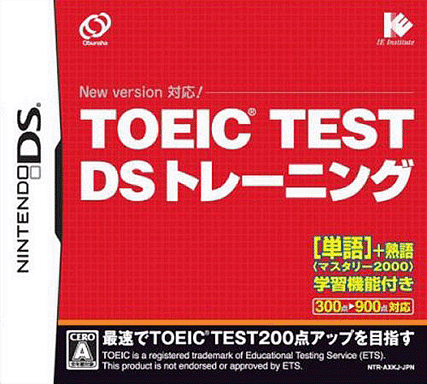 Obunsha
IE Institute
NINTENDO DS
New version 対応!
TOEIC® TEST
DSトレーニング
[単語]+熟語
〈マスタリー2000〉
学習機能付き
300点▶900点 対応
CERO
A
最速でTOEIC® TEST200点アップを目指す
TOEIC is a registered trademark of Educational Testing Service (ETS).
This product is not endorsed or approved by ETS.
NTR-AXKJ-JPN